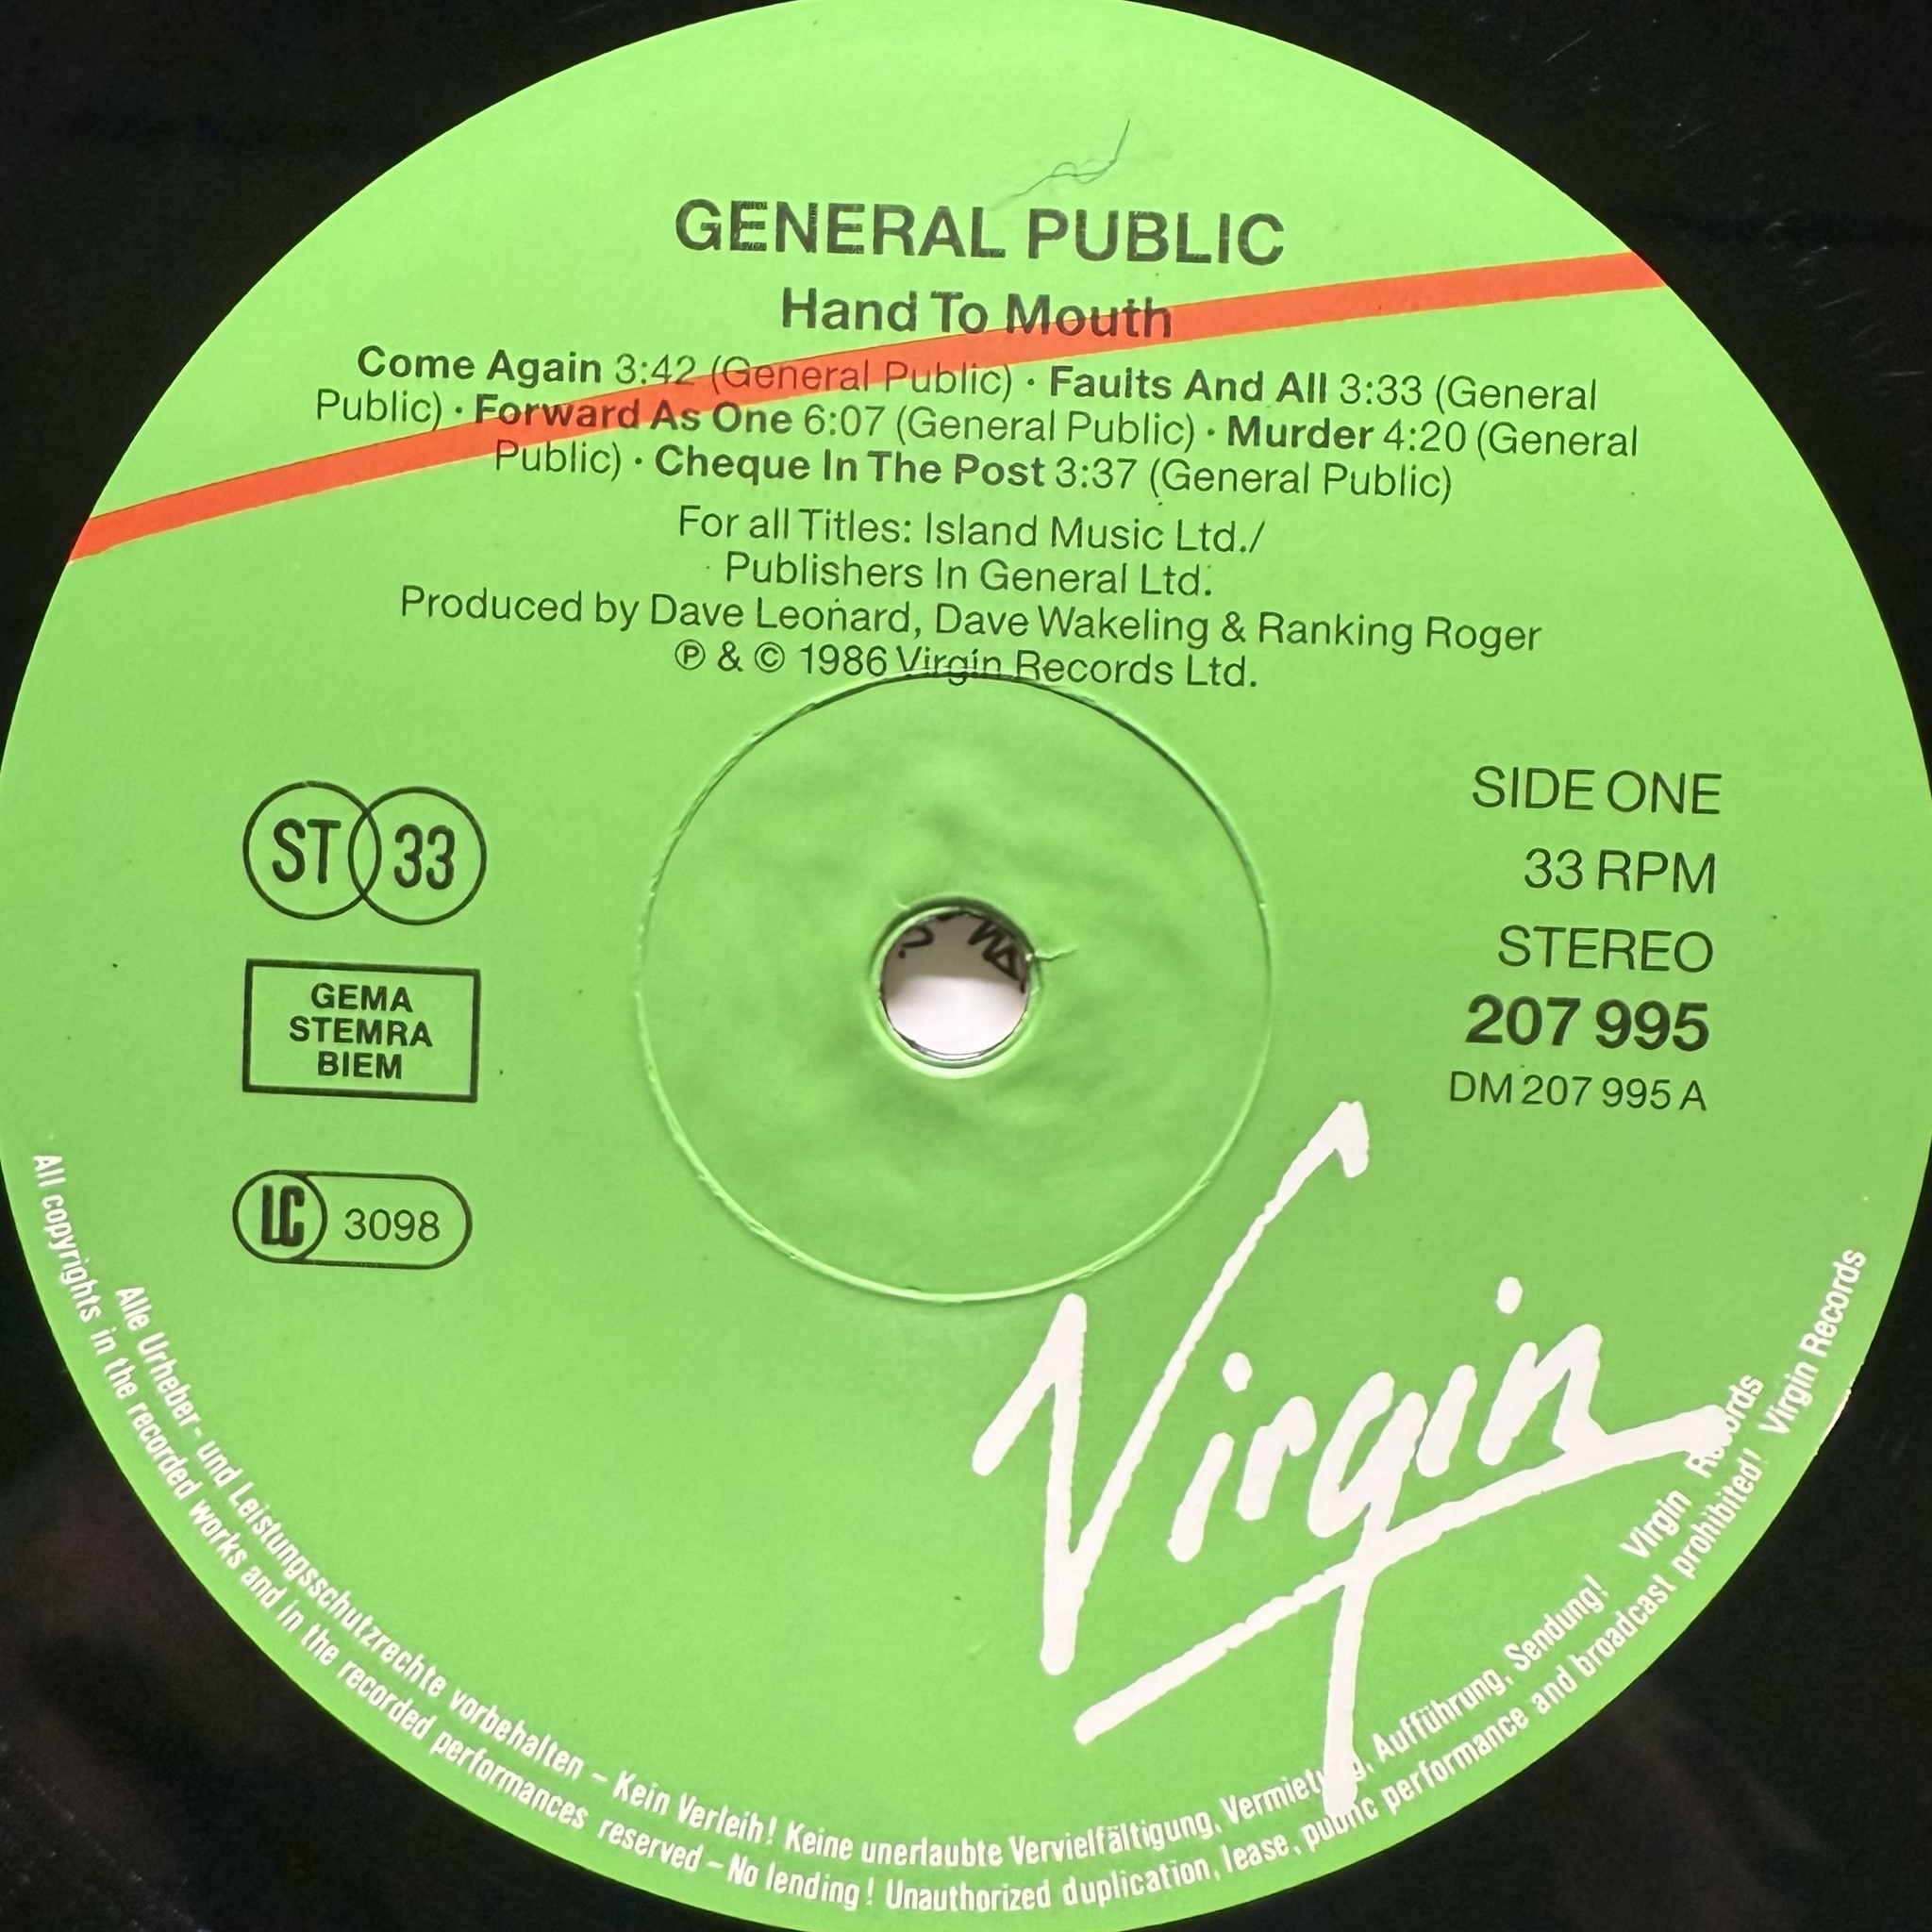 GENERAL PUBLIC
Hand To Mouth
Come Again 3:42 (General Public) · Faults And All 3:33 (General
Public) · Forward As One 6:07 (General Public) · Murder 4:20 (General
Public) · Cheque In The Post 3:37 (General Public)
For all Titles: Island Music Ltd./
Publishers In General Ltd.
Produced by Dave Leonard, Dave Wakeling & Ranking Roger
Ⓟ & © 1986 Virgin Records Ltd.
ST 33
GEMA
STEMRA
BIEM
LC 3098
SIDE ONE
33 RPM
STEREO
207 995
DM 207 995 A
Virgin
Alle Urheber- und Leistungsschutzrechte vorbehalten – Kein Verleih! Keine unerlaubte Vervielfältigung, Vermietung, Aufführung, Sendung! Virgin Records
All copyrights in the recorded works and in the recorded performances reserved – No lending! Unauthorized duplication, lease, public performance and broadcast prohibited! Virgin Records